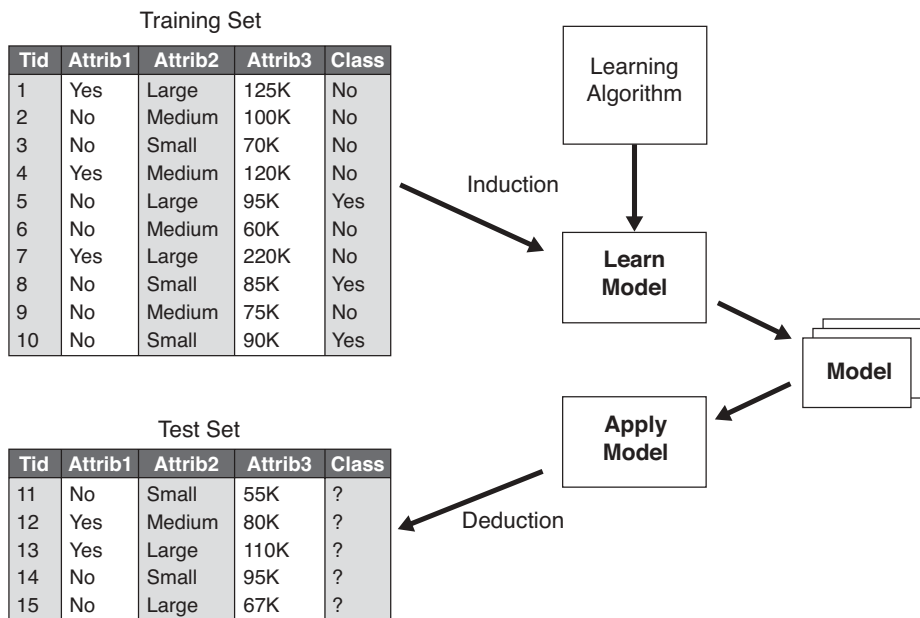 Training Set
Tid Attrib1 Attrib2 Attrib3 Class
1 Yes Large 125K No
2 No Medium 100K No
3 No Small 70K No
4 Yes Medium 120K No
5 No Large 95K Yes
6 No Medium 60K No
7 Yes Large 220K No
8 No Small 85K Yes
9 No Medium 75K No
10 No Small 90K Yes
Learning
Algorithm
Induction
Learn
Model
Model
Apply
Model
Deduction
Test Set
Tid Attrib1 Attrib2 Attrib3 Class
11 No Small 55K ?
12 Yes Medium 80K ?
13 Yes Large 110K ?
14 No Small 95K ?
15 No Large 67K ?